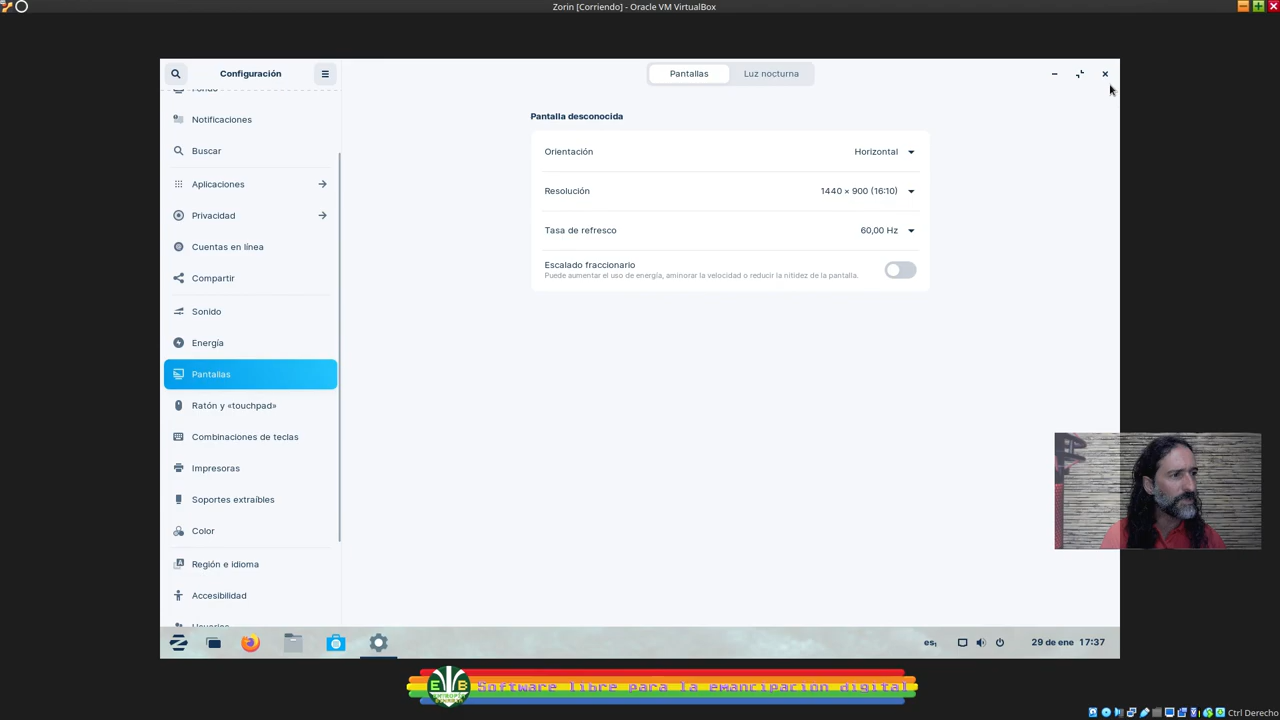 Zorin [Corriendo] - Oracle VM VirtualBox
Configuración
Pantallas
Luz nocturna
Fondo
Notificaciones
Buscar
Aplicaciones
Privacidad
Cuentas en línea
Compartir
Sonido
Energía
Pantallas
Ratón y «touchpad»
Combinaciones de teclas
Impresoras
Soportes extraíbles
Color
Región e idioma
Accesibilidad
Usuarios
Pantalla desconocida
Orientación
Horizontal
Resolución
1440 × 900 (16:10)
Tasa de refresco
60,00 Hz
Escalado fraccionario
Puede aumentar el uso de energía, aminorar la velocidad o reducir la nitidez de la pantalla.
es₁
29 de ene 17:37
E B
ENTROPÍA
Software libre para la emancipación digital
Ctrl Derecho